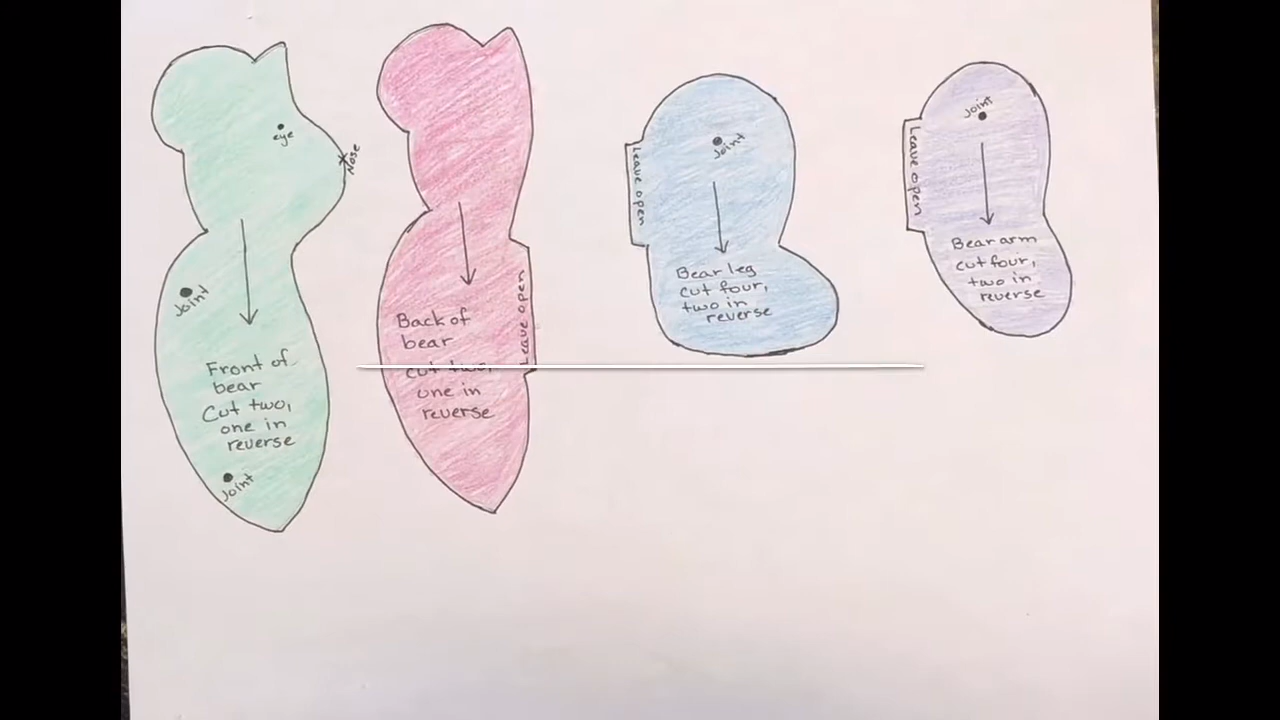 eye
Nose
Joint
Front of
bear
Cut two,
one in
reverse
Joint
Back of
bear
cut two,
one in
reverse
Leave open
Leave open
Joint
Bear leg
cut four,
two in
reverse
Leave open
Joint
Bear arm
cut four,
two in
reverse